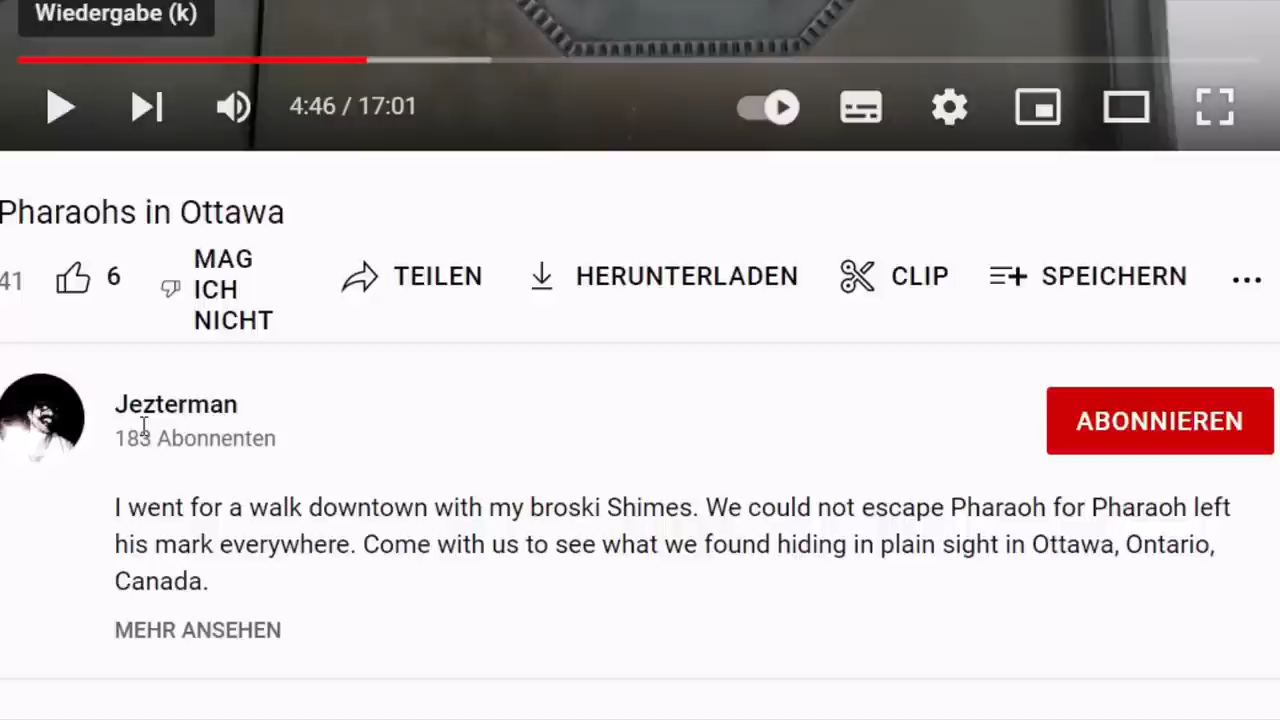 Wiedergabe (k)
4:46 / 17:01
Pharaohs in Ottawa
41
6
MAG
ICH
NICHT
TEILEN
HERUNTERLADEN
CLIP
SPEICHERN
...
Jezterman
183 Abonnenten
ABONNIEREN
I went for a walk downtown with my broski Shimes. We could not escape Pharaoh for Pharaoh left
his mark everywhere. Come with us to see what we found hiding in plain sight in Ottawa, Ontario,
Canada.
MEHR ANSEHEN